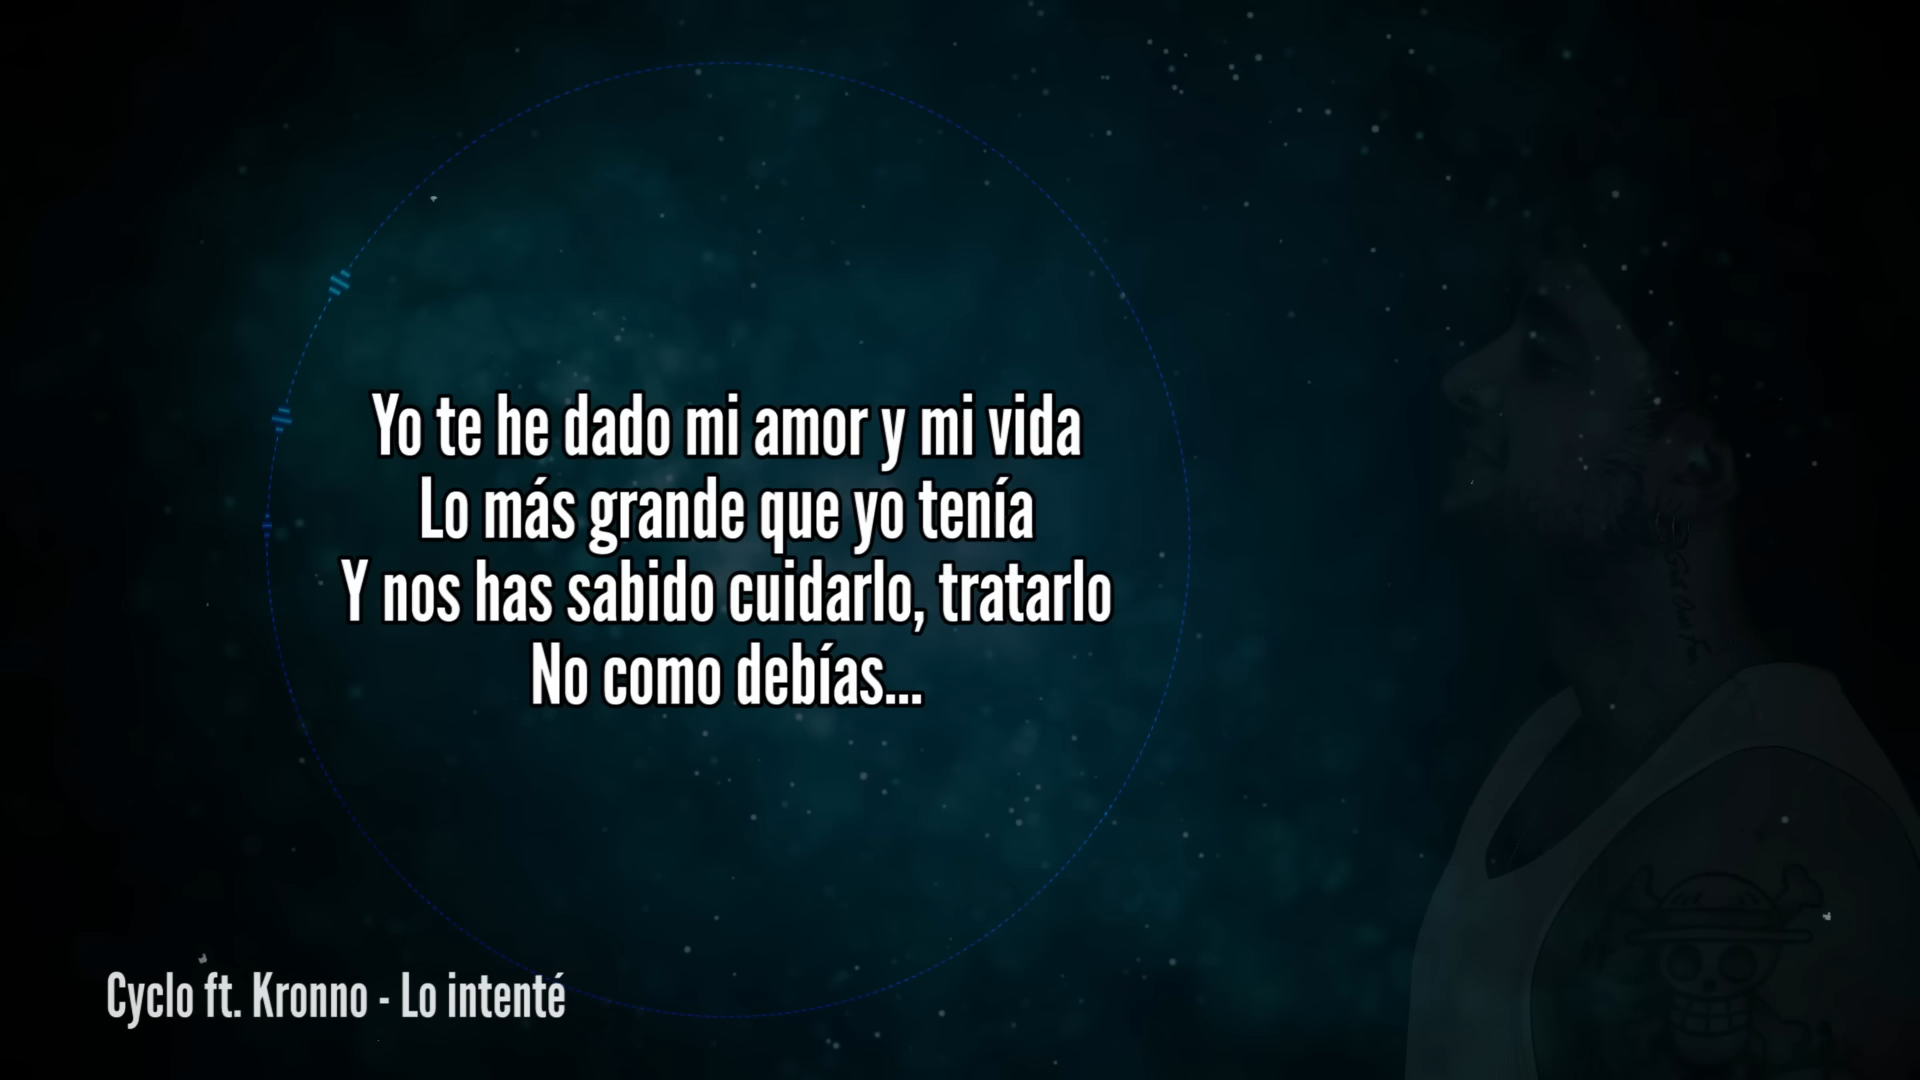 Yo te he dado mi amor y mi vida
Lo más grande que yo tenía
Y nos has sabido cuidarlo, tratarlo
No como debías...
Cyclo ft. Kronno - Lo intenté